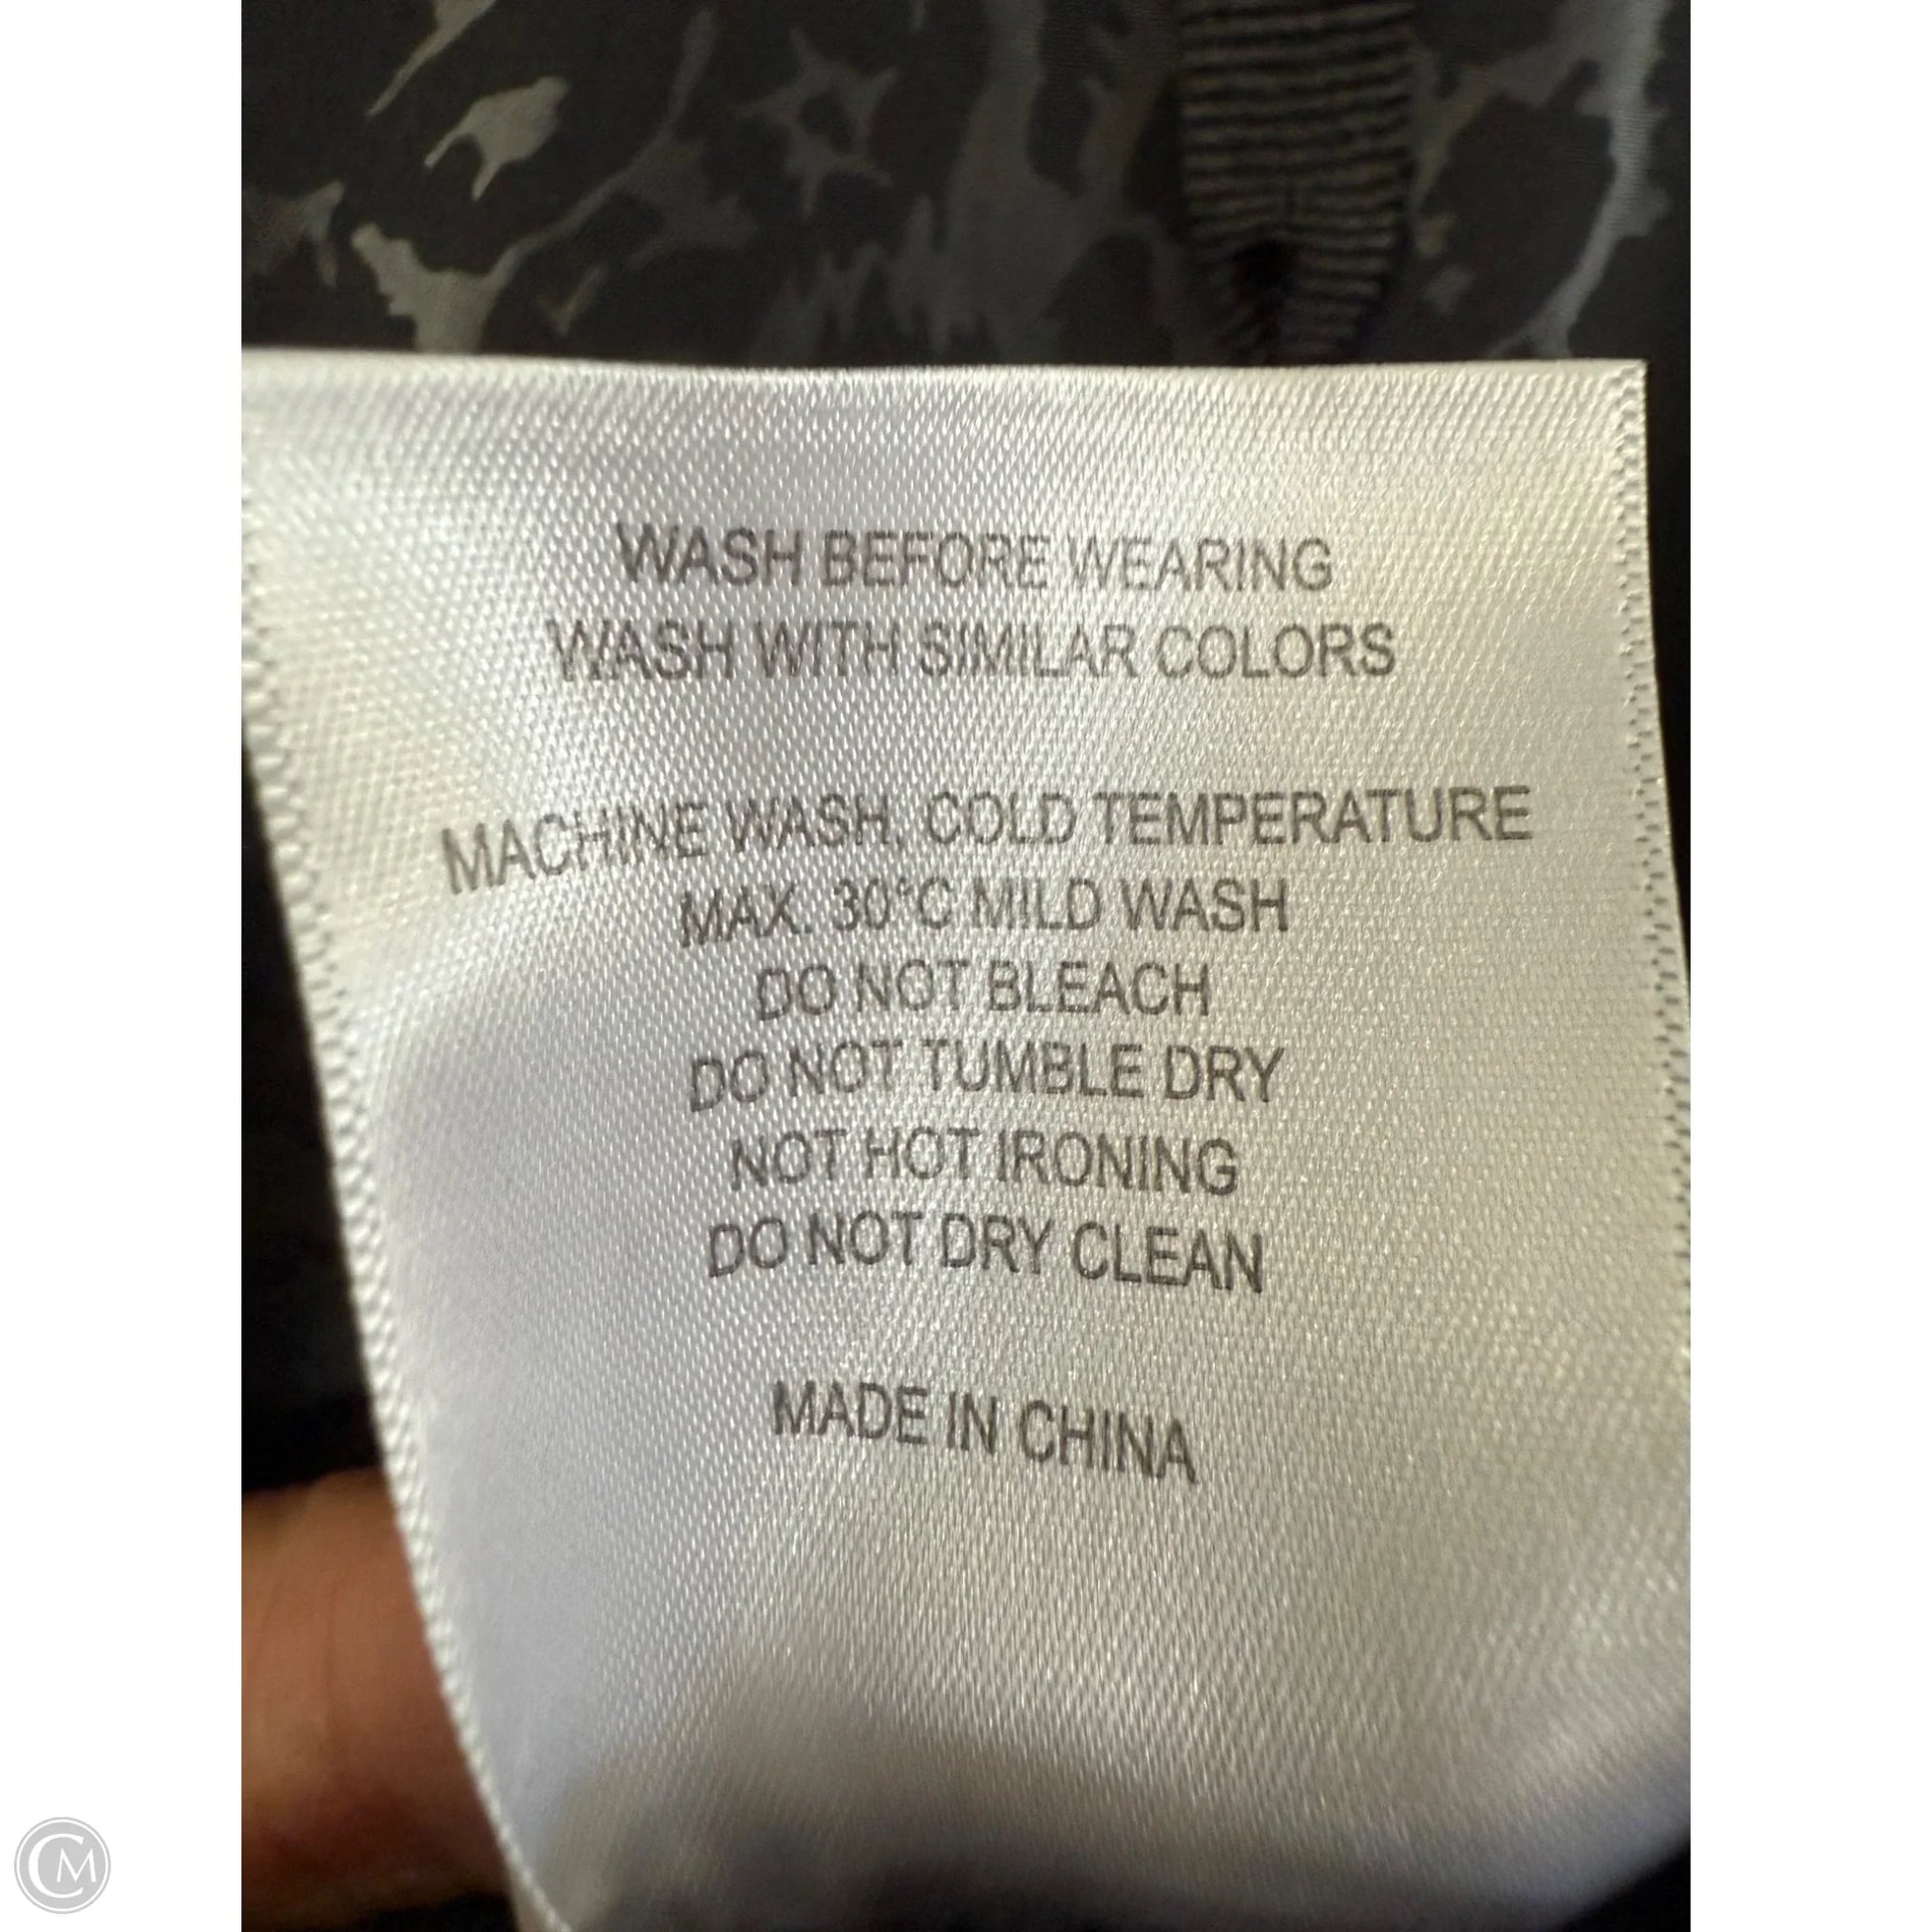 WASH BEFORE WEARING
WASH WITH SIMILAR COLORS
MACHINE WASH, COLD TEMPERATURE
MAX. 30°C MILD WASH
DO NOT BLEACH
DO NOT TUMBLE DRY
NOT HOT IRONING
DO NOT DRY CLEAN
MADE IN CHINA
CM